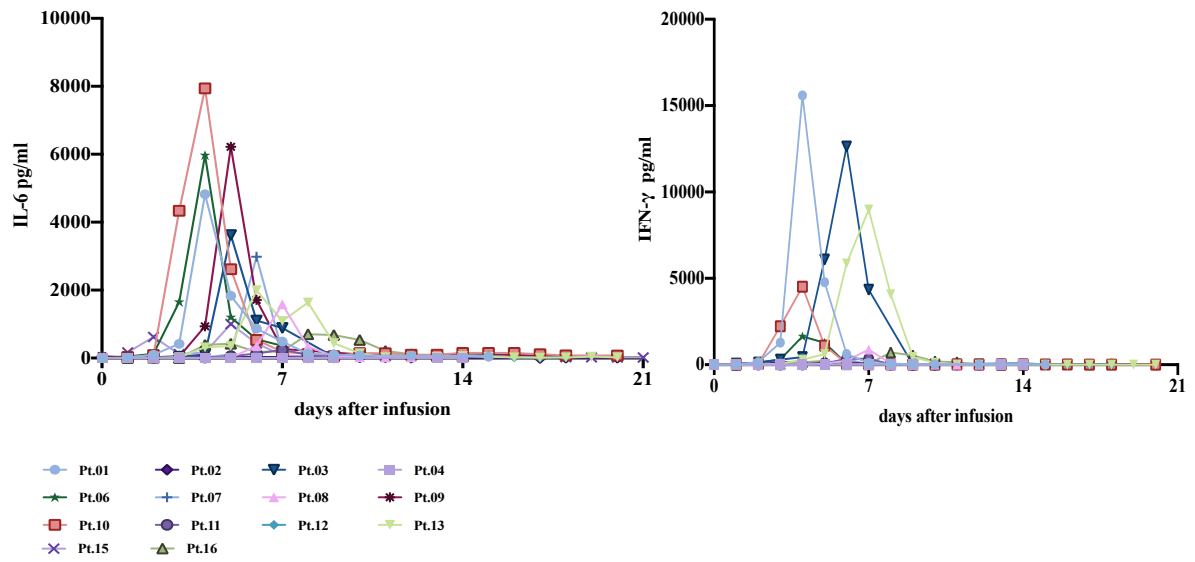 10000
8000
6000
4000
2000
0
IL-6 pg/ml
0 7 14 21
days after infusion
20000
15000
10000
5000
0
IFN-γ pg/ml
0 7 14 21
days after infusion
Pt.01 Pt.02 Pt.03 Pt.04
Pt.06 Pt.07 Pt.08 Pt.09
Pt.10 Pt.11 Pt.12 Pt.13
Pt.15 Pt.16